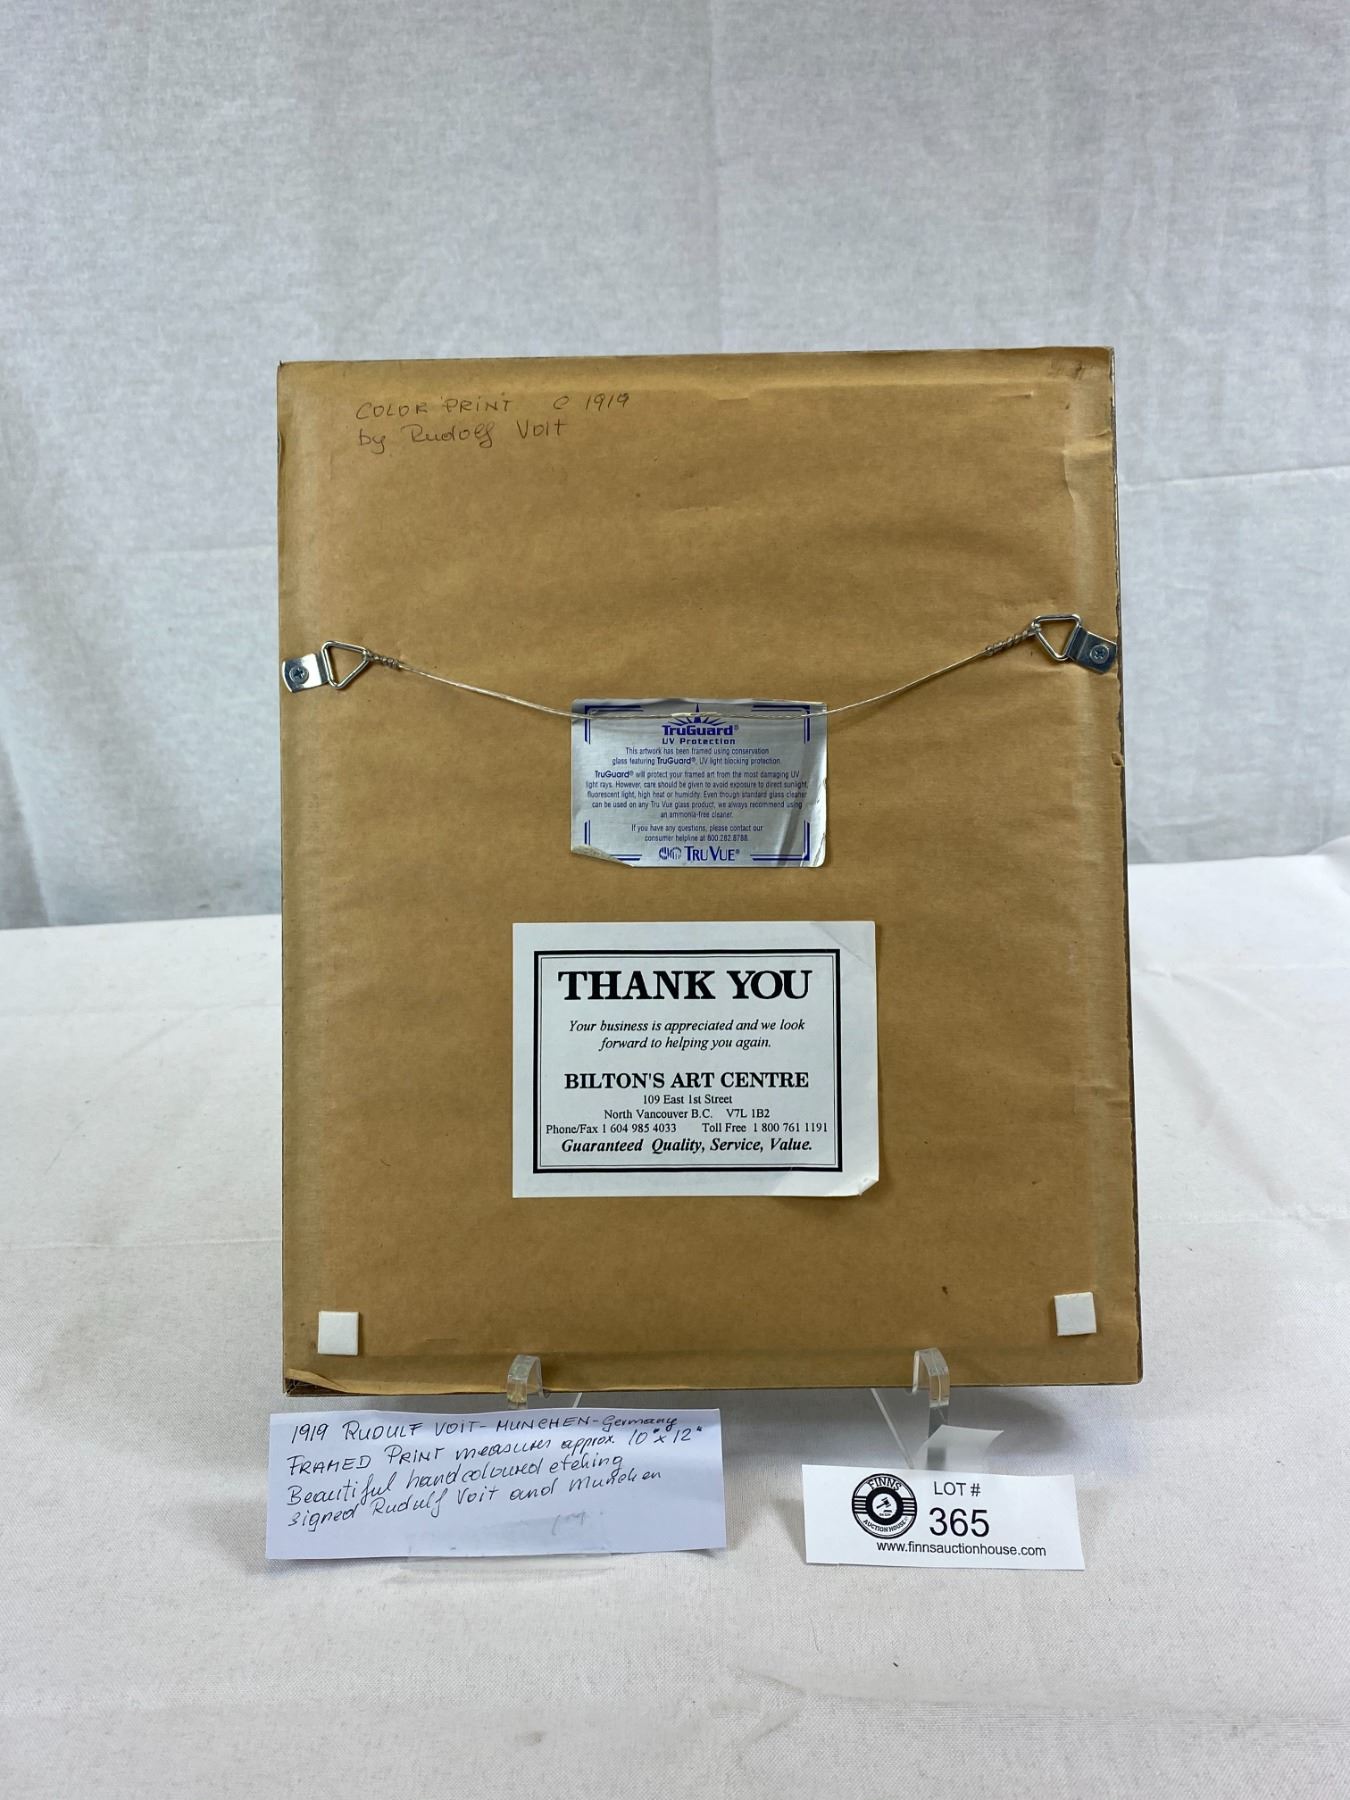 COLOR PRINT C 1919
by Rudolf Voit
TruGuard®
UV Protection
This artwork has been framed using conservation
glass featuring TruGuard®, UV light blocking protection.
TruGuard® will protect your framed art from the most damaging UV
light rays. However, care should be given to avoid exposure to direct sunlight,
fluorescent light, high heat or humidity. Even though standard glass cleaner
can be used on any Tru Vue glass product, we always recommend using
an ammonia-free cleaner.
If you have any questions, please contact our
consumer helpline at 800.282.8788.
TRU VUE®
THANK YOU
Your business is appreciated and we look
forward to helping you again.
BILTON'S ART CENTRE
109 East 1st Street
North Vancouver B.C. V7L 1B2
Phone/Fax 1 604 985 4033 Toll Free 1 800 761 1191
Guaranteed Quality, Service, Value.
1919 RUDULF VOIT - MUNCHEN - Germany
FRAMED PRINT measures approx. 10" x 12"
Beautiful handcoloured etching
signed Rudulf Voit and Munchen
FINNS
AUCTION HOUSE
LOT #
365
www.finnsauctionhouse.com